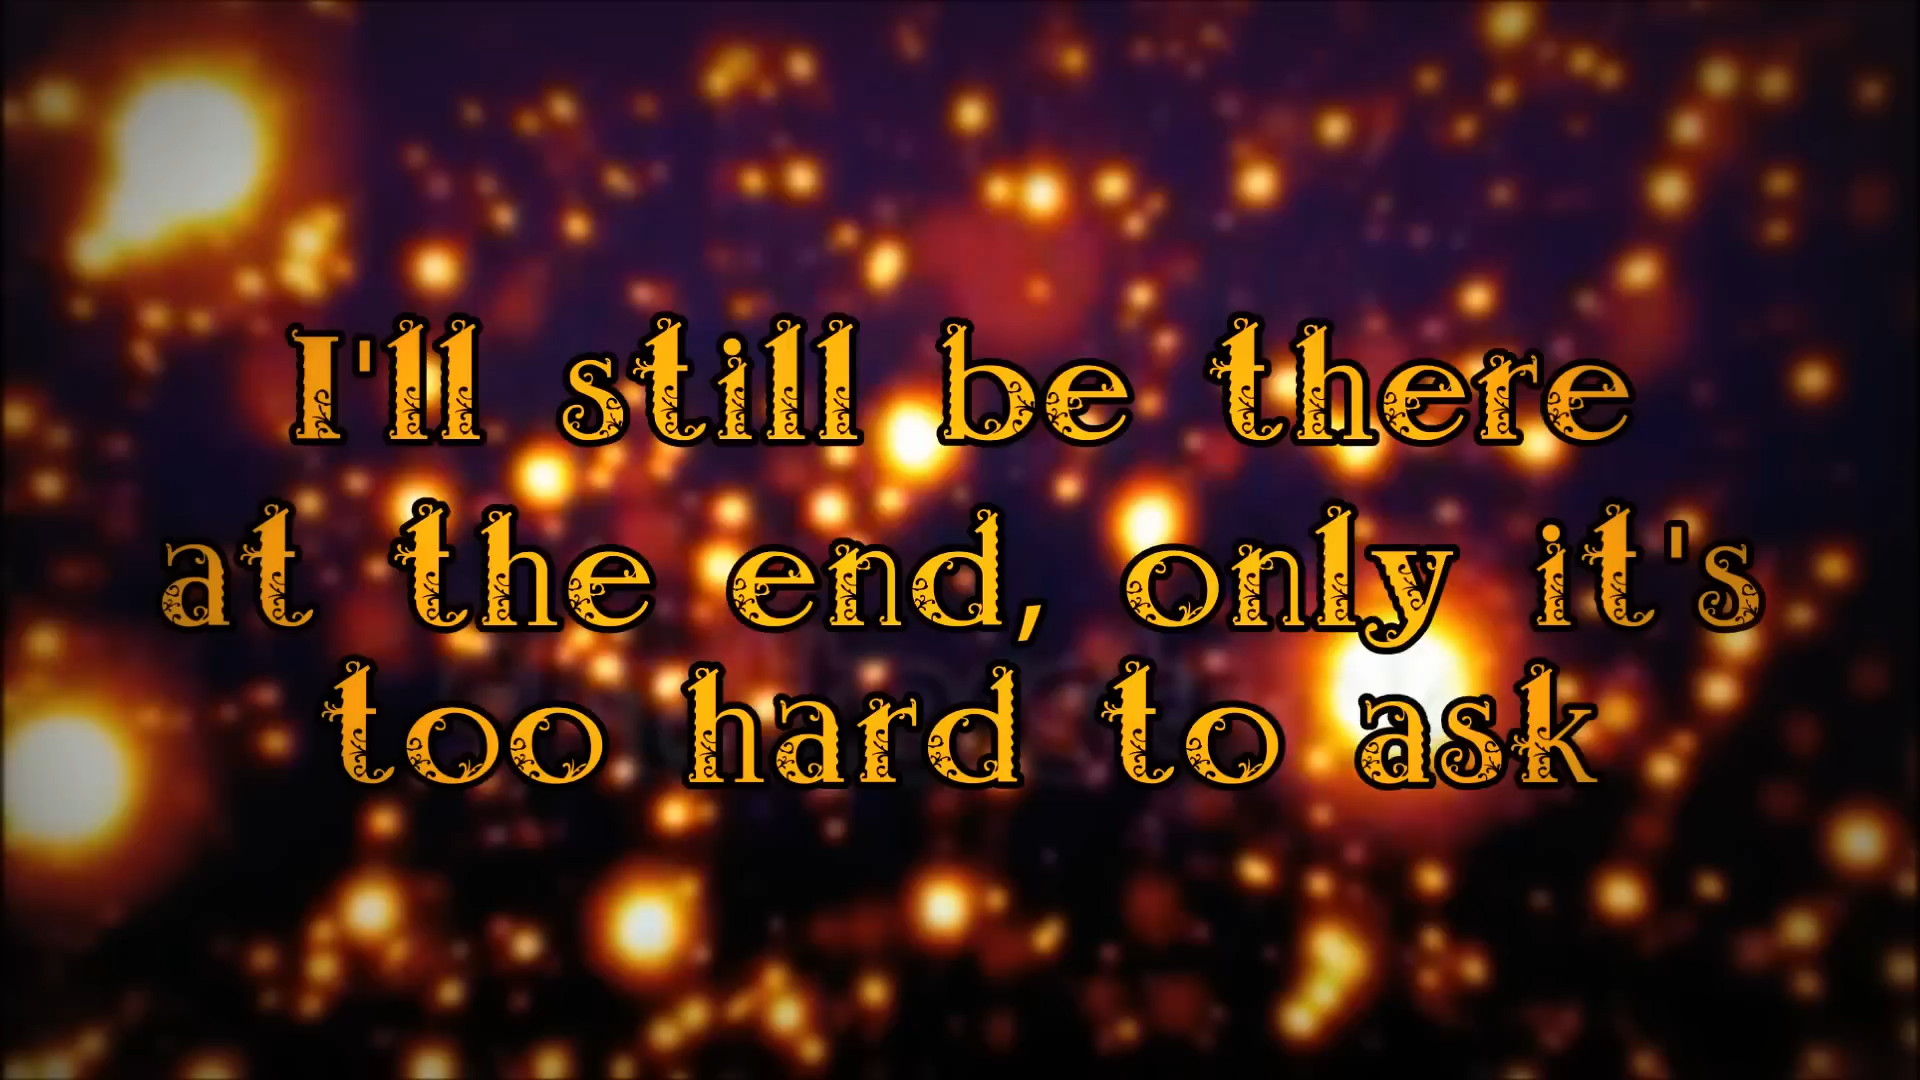 I'll still be there
at the end, only it's
too hard to ask